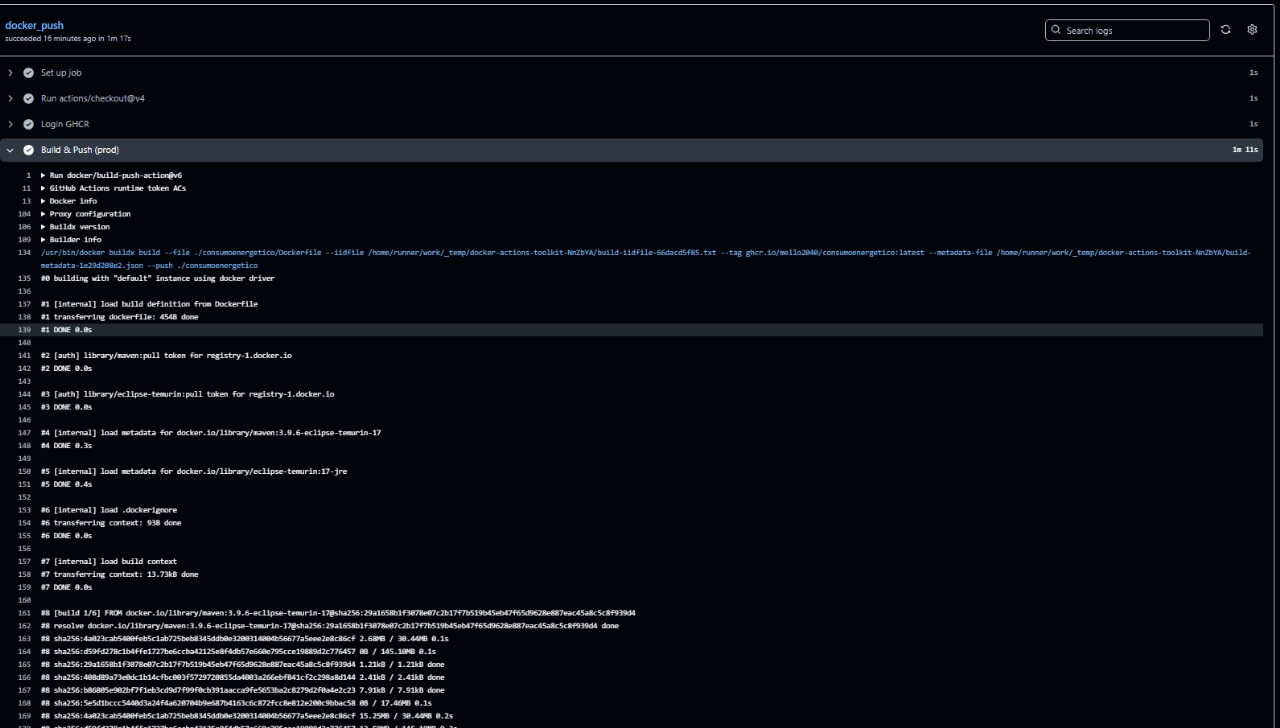 docker_push
succeeded 16 minutes ago in 1m 17s
Search logs
Set up job 1s
Run actions/checkout@v4 1s
Login GHCR 1s
Build & Push (prod) 1m 11s
1 Run docker/build-push-action@v6
11 GitHub Actions runtime token ACs
13 Docker info
104 Proxy configuration
106 Buildx version
109 Builder info
134 /usr/bin/docker buildx build --file ./consumoenergetico/Dockerfile --iidfile /home/runner/work/_temp/docker-actions-toolkit-NnZbYA/build-iidfile-66dacd5f85.txt --tag ghcr.io/mello2040/consumoenergetico:latest --metadata-file /home/runner/work/_temp/docker-actions-toolkit-NnZbYA/build-
metadata-1e29d208e2.json --push ./consumoenergetico
135 #0 building with "default" instance using docker driver
136
137 #1 [internal] load build definition from Dockerfile
138 #1 transferring dockerfile: 454B done
139 #1 DONE 0.0s
140
141 #2 [auth] library/maven:pull token for registry-1.docker.io
142 #2 DONE 0.0s
143
144 #3 [auth] library/eclipse-temurin:pull token for registry-1.docker.io
145 #3 DONE 0.0s
146
147 #4 [internal] load metadata for docker.io/library/maven:3.9.6-eclipse-temurin-17
148 #4 DONE 0.3s
149
150 #5 [internal] load metadata for docker.io/library/eclipse-temurin:17-jre
151 #5 DONE 0.4s
152
153 #6 [internal] load .dockerignore
154 #6 transferring context: 93B done
155 #6 DONE 0.0s
156
157 #7 [internal] load build context
158 #7 transferring context: 13.73kB done
159 #7 DONE 0.0s
160
161 #8 [build 1/6] FROM docker.io/library/maven:3.9.6-eclipse-temurin-17@sha256:29a1658b1f3078e07c2b17f7b519b45eb47f65d9628e887eac45a8c5c8f939d4
162 #8 resolve docker.io/library/maven:3.9.6-eclipse-temurin-17@sha256:29a1658b1f3078e07c2b17f7b519b45eb47f65d9628e887eac45a8c5c8f939d4 done
163 #8 sha256:4a023cab5400feb5c1ab725beb8345ddb0e3200314004b56677a5eee2e8c86cf 2.68MB / 30.44MB 0.1s
164 #8 sha256:d59fd278c1b4ffe1727be6ccba42125e8f4db57e660e795cce19889d2c776457 0B / 145.10MB 0.1s
165 #8 sha256:29a1658b1f3078e07c2b17f7b519b45eb47f65d9628e887eac45a8c5c8f939d4 1.21kB / 1.21kB done
166 #8 sha256:408d89a73e0dc1b14cfbc003f5729720855da4003a266ebf841cf2c298a8d144 2.41kB / 2.41kB done
167 #8 sha256:b86805e902bf7f1eb3cd9d7f99f0cb391aacca9fe5653ba2c8279d2f0a4e2c23 7.91kB / 7.91kB done
168 #8 sha256:5e5d1bccc5440d3a24f4a620704b9e687b4163c6c872fcc8e812e200c9bbac58 0B / 17.46MB 0.1s
169 #8 sha256:4a023cab5400feb5c1ab725beb8345ddb0e3200314004b56677a5eee2e8c86cf 15.25MB / 30.44MB 0.2s